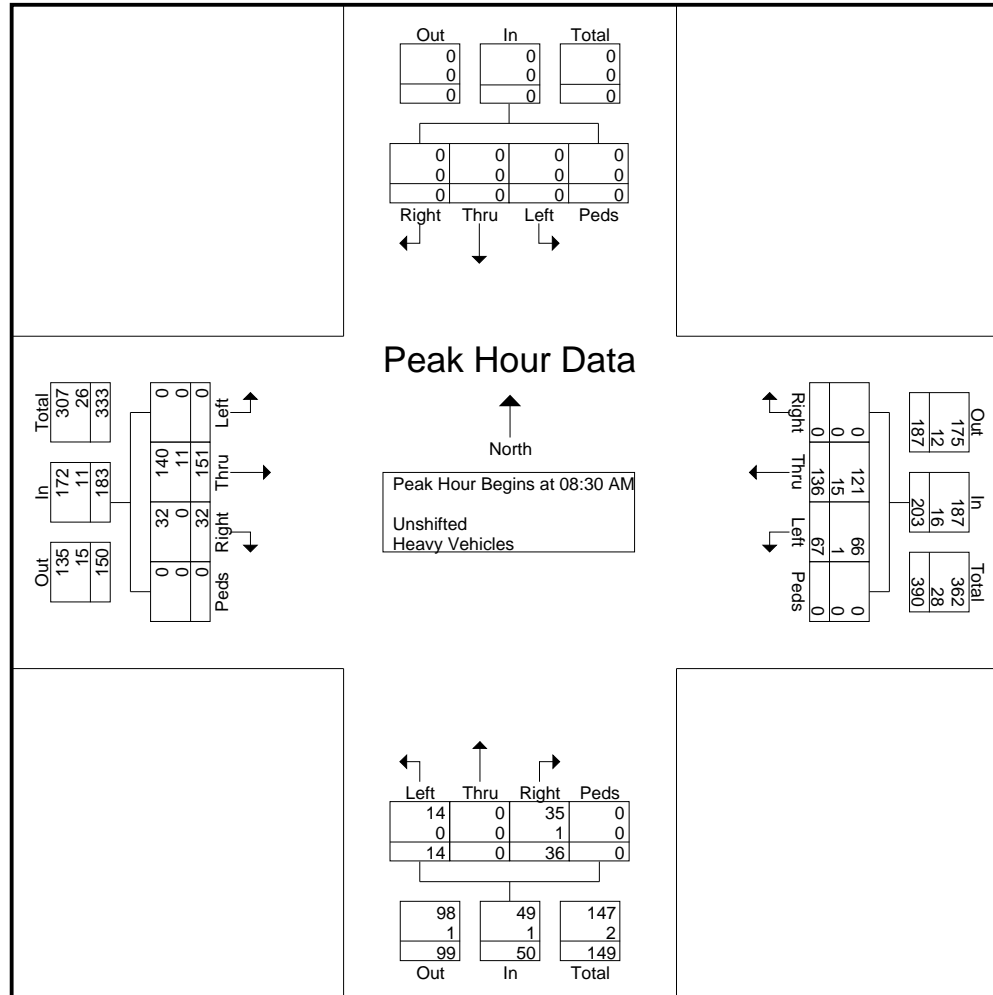 Out In Total
0 0 0
0 0 0
0 0 0
0 0 0 0
0 0 0 0
0 0 0 0
Right Thru Left Peds
Peak Hour Data
North
Peak Hour Begins at 08:30 AM
Unshifted
Heavy Vehicles
Total In Out
307 172 135
26 11 15
333 183 150
0 140 32 0
0 11 0 0
0 151 32 0
Left Thru Right Peds
Out In Total
175 187 362
12 16 28
187 203 390
0 121 66 0
0 15 1 0
0 136 67 0
Right Thru Left Peds
Left Thru Right Peds
14 0 35 0
0 0 1 0
14 0 36 0
98 49 147
1 1 2
99 50 149
Out In Total